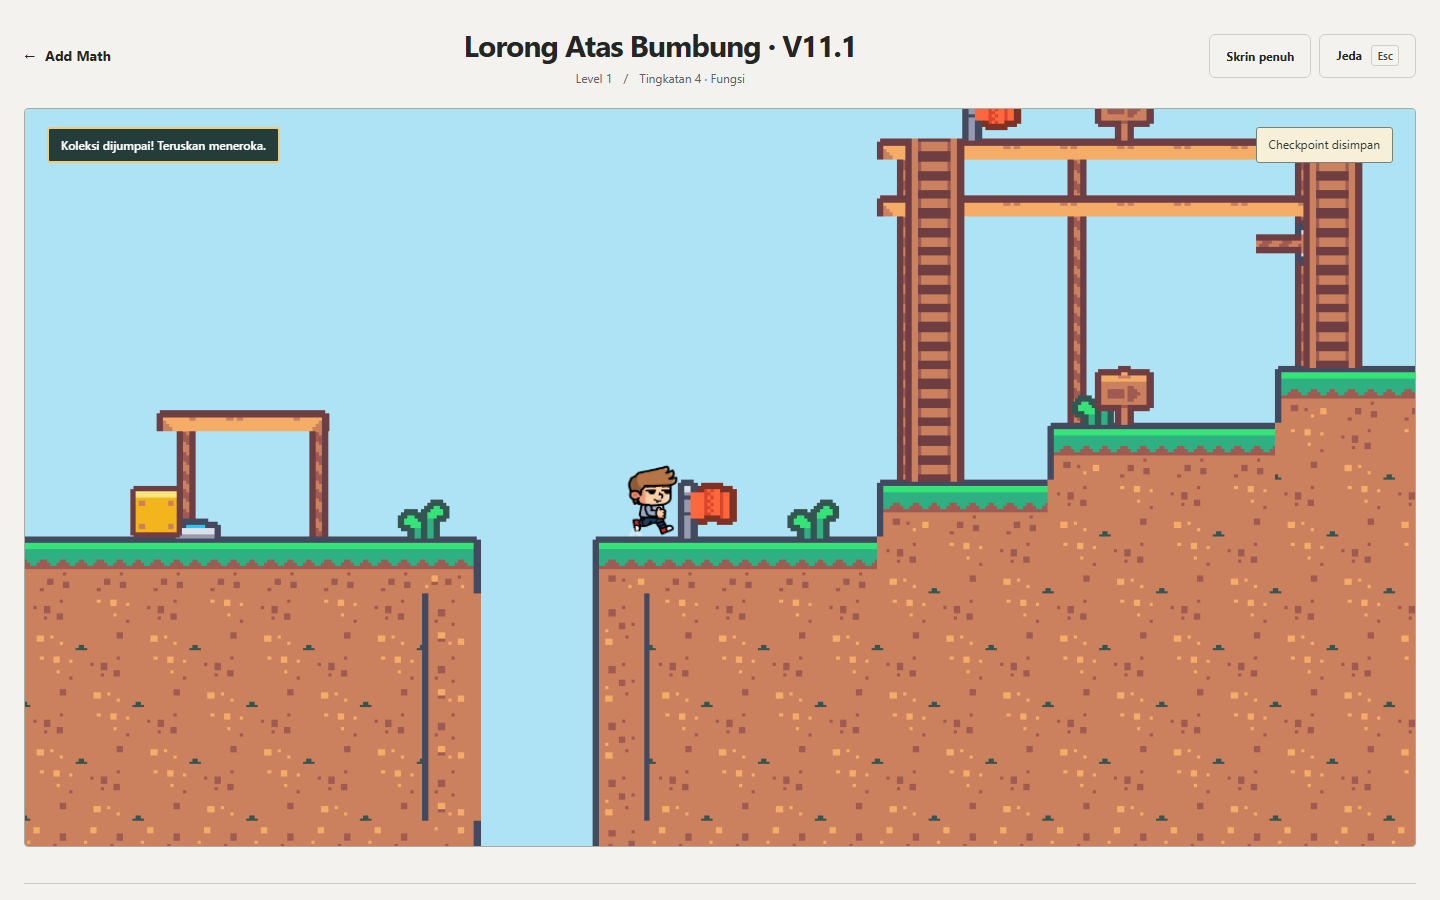 ← Add Math
Lorong Atas Bumbung · V11.1
Level 1 / Tingkatan 4 · Fungsi
Skrin penuh
Jeda Esc
Koleksi dijumpai! Teruskan meneroka.
Checkpoint disimpan